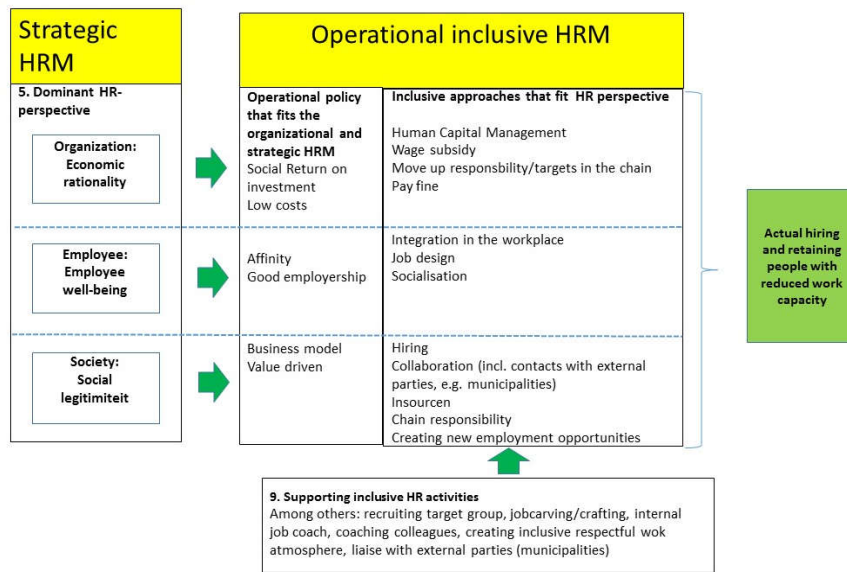 Strategic
HRM
Operational inclusive HRM
5. Dominant HR-
perspective
Organization:
Economic
rationality
Employee:
Employee
well-being
Society:
Social
legitimiteit
Operational policy
that fits the
organizational and
strategic HRM
Social Return on
investment
Low costs
Affinity
Good employership
Business model
Value driven
Inclusive approaches that fit HR perspective
Human Capital Management
Wage subsidy
Move up responsbility/targets in the chain
Pay fine
Integration in the workplace
Job design
Socialisation
Hiring
Collaboration (incl. contacts with external
parties, e.g. municipalities)
Insourcen
Chain responsibility
Creating new employment opportunities
Actual hiring
and retaining
people with
reduced work
capacity
9. Supporting inclusive HR activities
Among others: recruiting target group, jobcarving/crafting, internal
job coach, coaching colleagues, creating inclusive respectful wok
atmosphere, liaise with external parties (municipalities)